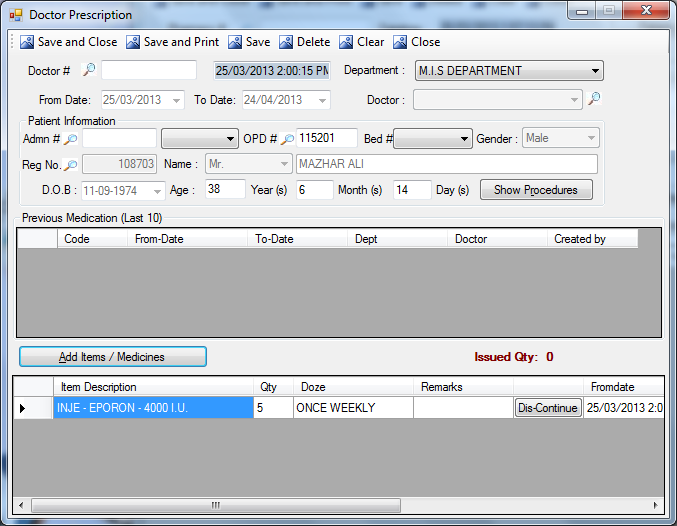 Doctor Prescription
Save and Close Save and Print Save Delete Clear Close
Doctor # 25/03/2013 2:00:15 PM Department : M.I.S DEPARTMENT
From Date: 25/03/2013 To Date: 24/04/2013 Doctor :
Patient Information
Admn # OPD # 115201 Bed # Gender : Male
Reg No. 108703 Name : Mr. MAZHAR ALI
D.O.B : 11-09-1974 Age : 38 Year (s) 6 Month (s) 14 Day (s) Show Procedures
Previous Medication (Last 10)
Code From-Date To-Date Dept Doctor Created by
Add Items / Medicines Issued Qty: 0
Item Description Qty Doze Remarks Fromdate
INJE - EPORON - 4000 I.U. 5 ONCE WEEKLY Dis-Continue 25/03/2013 2:0